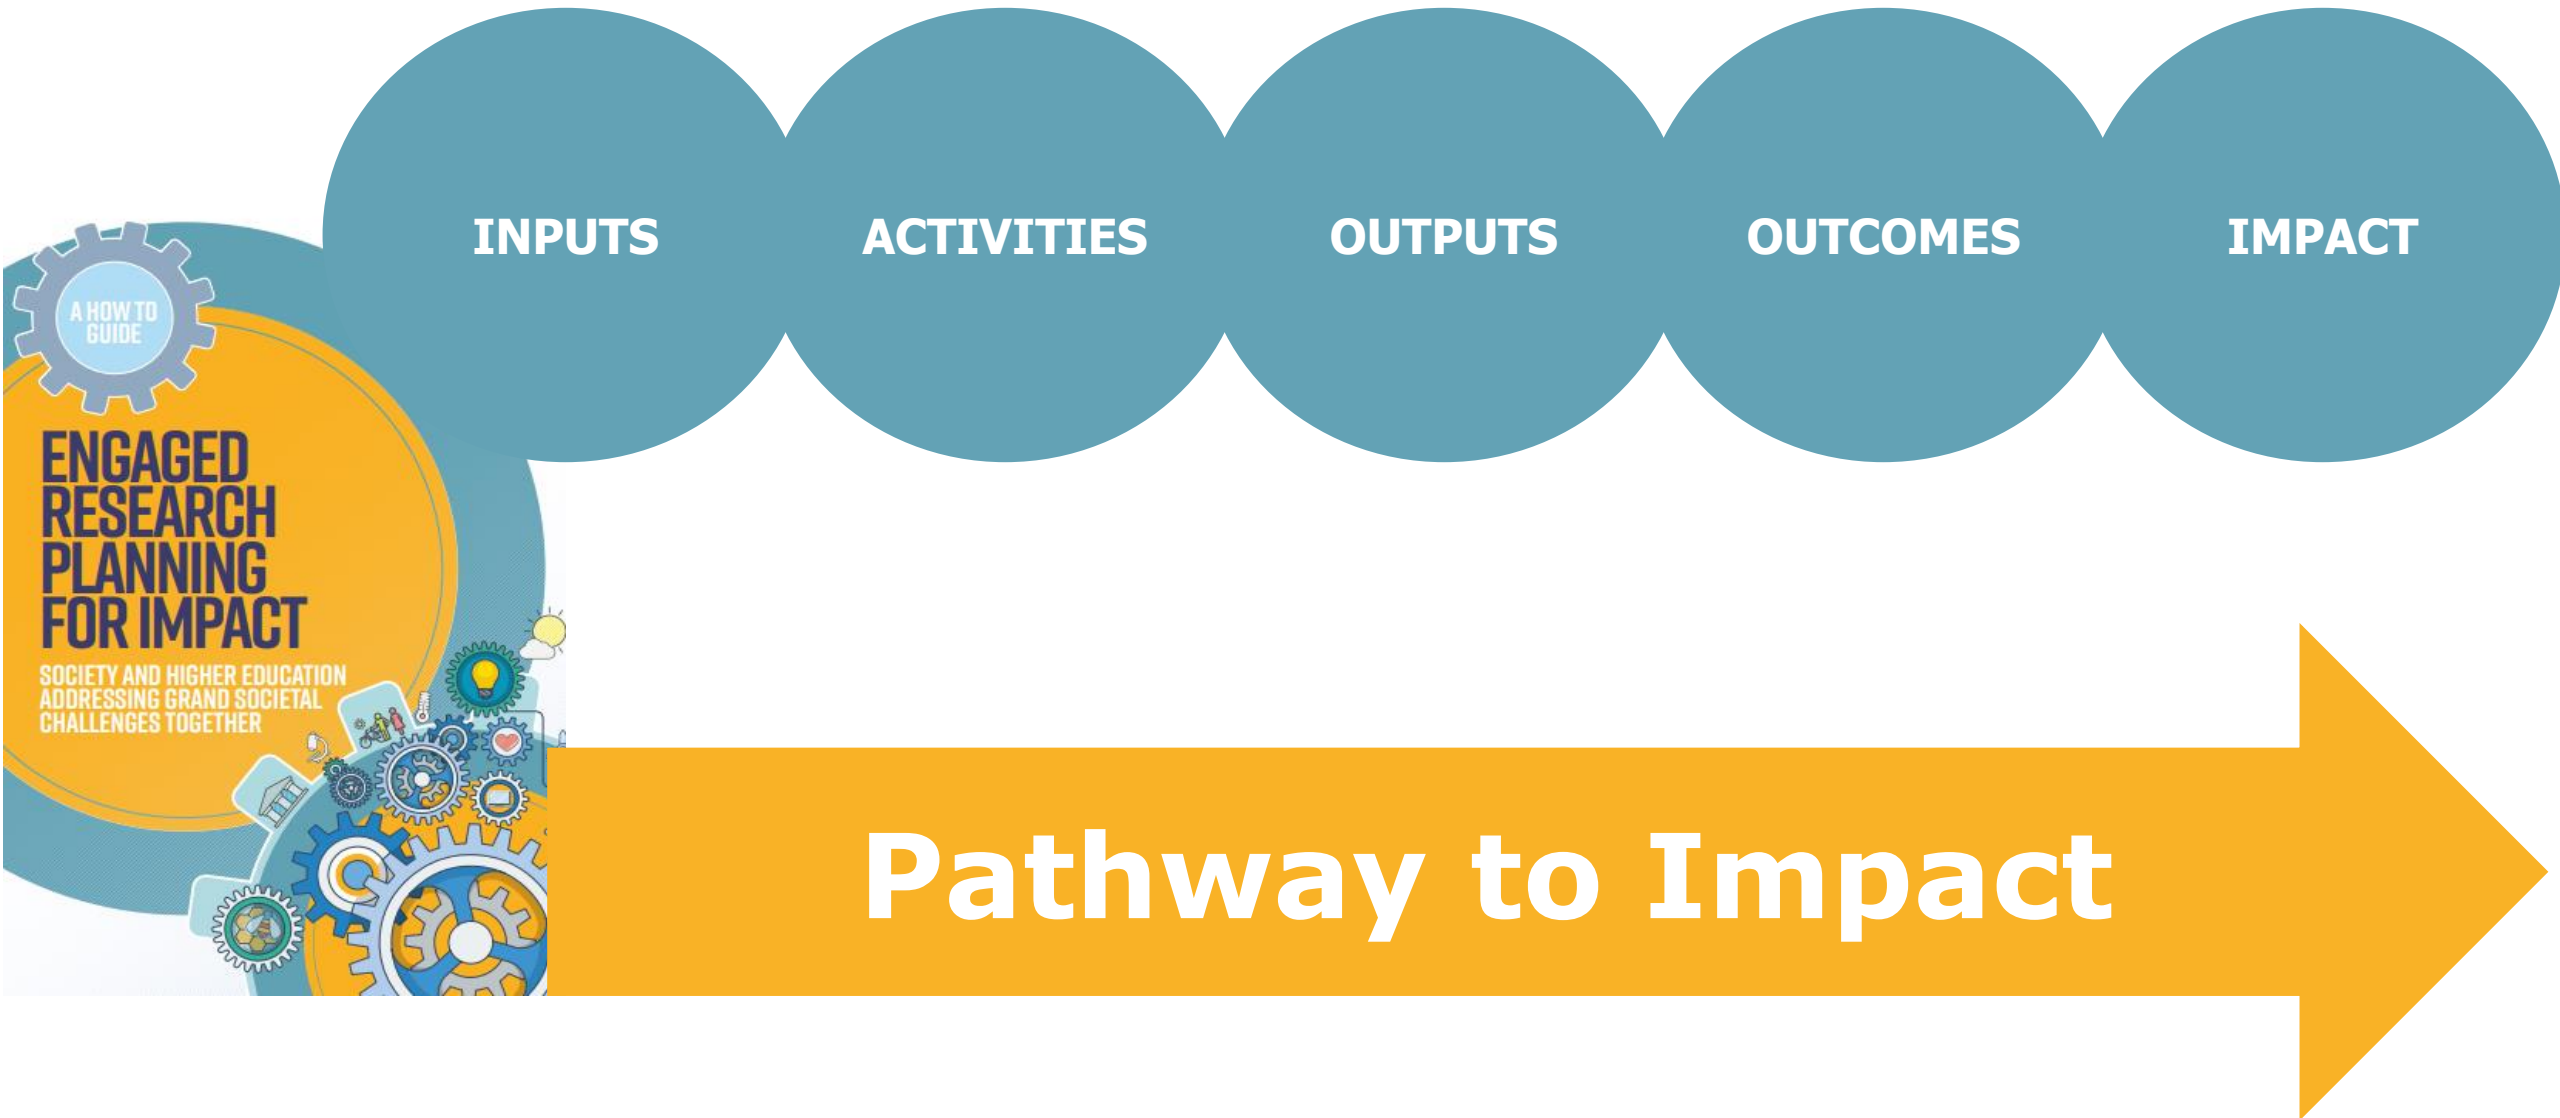 INPUTS
ACTIVITIES
OUTPUTS
OUTCOMES
IMPACT
A HOW TO
GUIDE
ENGAGED
RESEARCH
PLANNING
FOR IMPACT
SOCIETY AND HIGHER EDUCATION
ADDRESSING GRAND SOCIETAL
CHALLENGES TOGETHER
Pathway to Impact